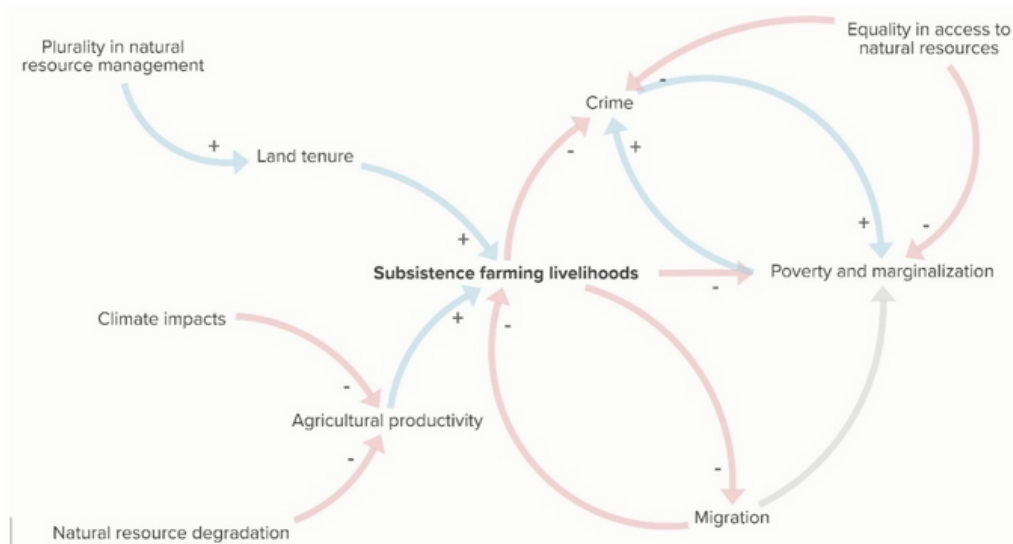 Plurality in natural
resource management
Equality in access to
natural resources
-
Crime
+
-
+
Land tenure
+
-
+
Subsistence farming livelihoods
-
Poverty and marginalization
Climate impacts
+
-
-
Agricultural productivity
-
-
Migration
Natural resource degradation